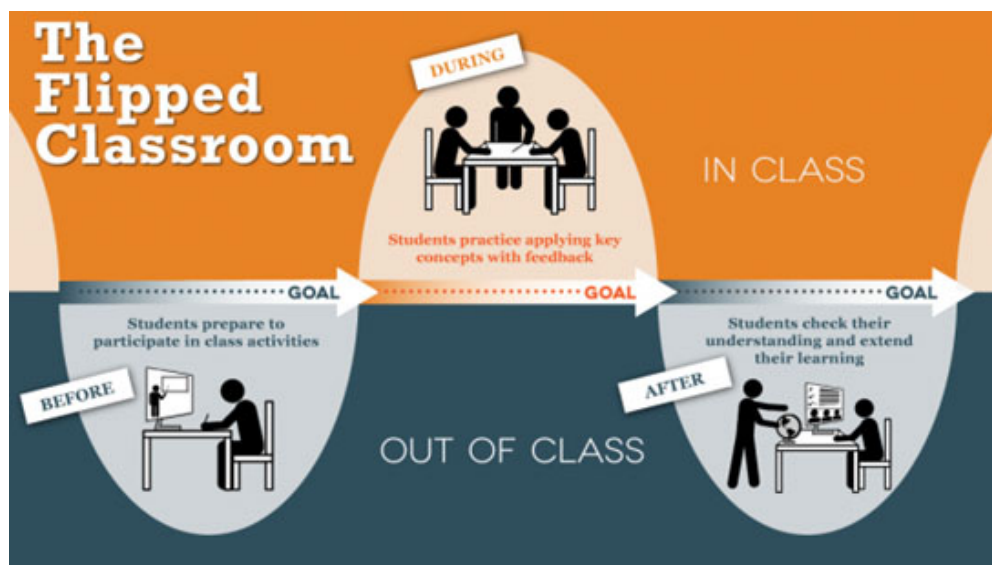 The
Flipped
Classroom
DURING
IN CLASS
Students practice applying key
concepts with feedback
GOAL
GOAL
GOAL
Students prepare to
participate in class activities
BEFORE
OUT OF CLASS
Students check their
understanding and extend
their learning
AFTER